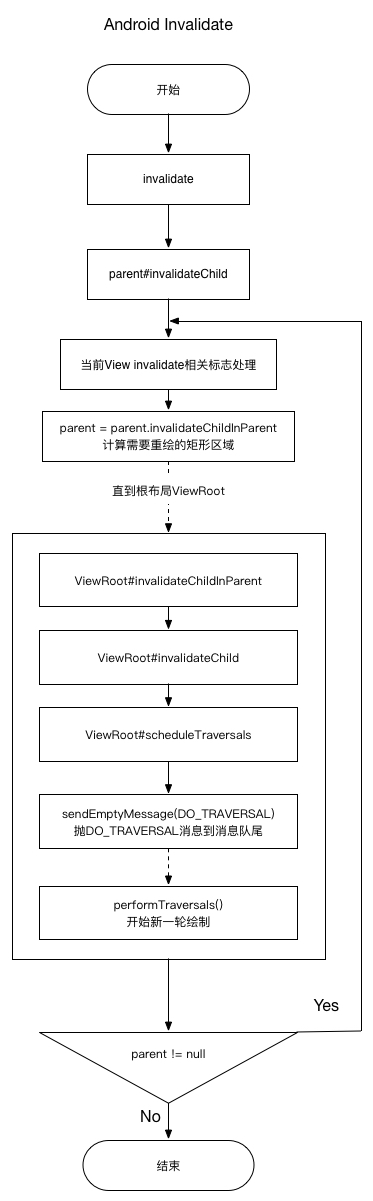 Android Invalidate
开始
invalidate
parent#invalidateChild
当前View invalidate相关标志处理
parent = parent.invalidateChildInParent
计算需要重绘的矩形区域
直到根布局ViewRoot
ViewRoot#invalidateChildInParent
ViewRoot#invalidateChild
ViewRoot#scheduleTraversals
sendEmptyMessage(DO_TRAVERSAL)
抛DO_TRAVERSAL消息到消息队尾
performTraversals()
开始新一轮绘制
Yes
parent != null
No
结束